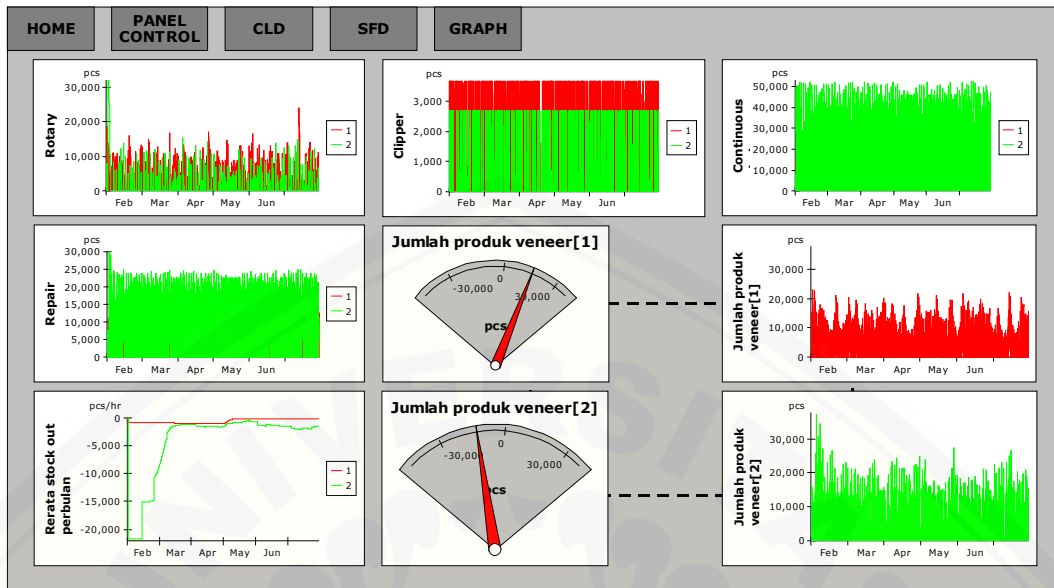 HOME
PANEL CONTROL
CLD
SFD
GRAPH
pcs
Rotary
30,000
20,000
10,000
0
Feb Mar Apr May Jun
1
2
pcs
Clipper
3,000
2,000
1,000
0
Feb Mar Apr May Jun
1
2
pcs
Continuous
50,000
40,000
30,000
20,000
10,000
0
Feb Mar Apr May Jun
1
2
pcs
Repair
30,000
25,000
20,000
15,000
10,000
5,000
0
Feb Mar Apr May Jun
1
2
Jumlah produk veneer[1]
-30,000 0 30,000
pcs
pcs
Jumlah produk
veneer[1]
30,000
20,000
10,000
0
Feb Mar Apr May Jun
pcs/hr
Rerata stock out
perbulan
0
-5,000
-10,000
-15,000
-20,000
Feb Mar Apr May Jun
1
2
Jumlah produk veneer[2]
-30,000 0 30,000
pcs
pcs
Jumlah produk
veneer[2]
30,000
20,000
10,000
0
Feb Mar Apr May Jun
UNIVERSI